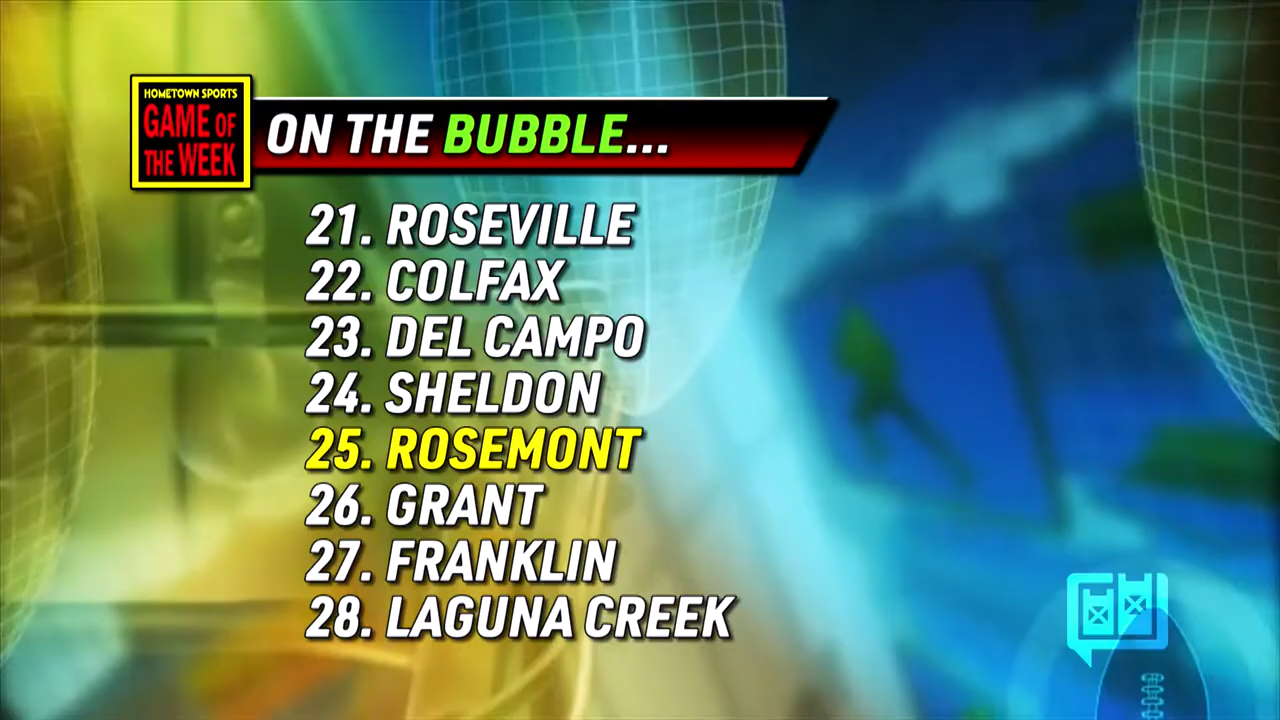 HOMETOWN SPORTS
GAME OF
THE WEEK
ON THE BUBBLE...
21. ROSEVILLE
22. COLFAX
23. DEL CAMPO
24. SHELDON
25. ROSEMONT
26. GRANT
27. FRANKLIN
28. LAGUNA CREEK